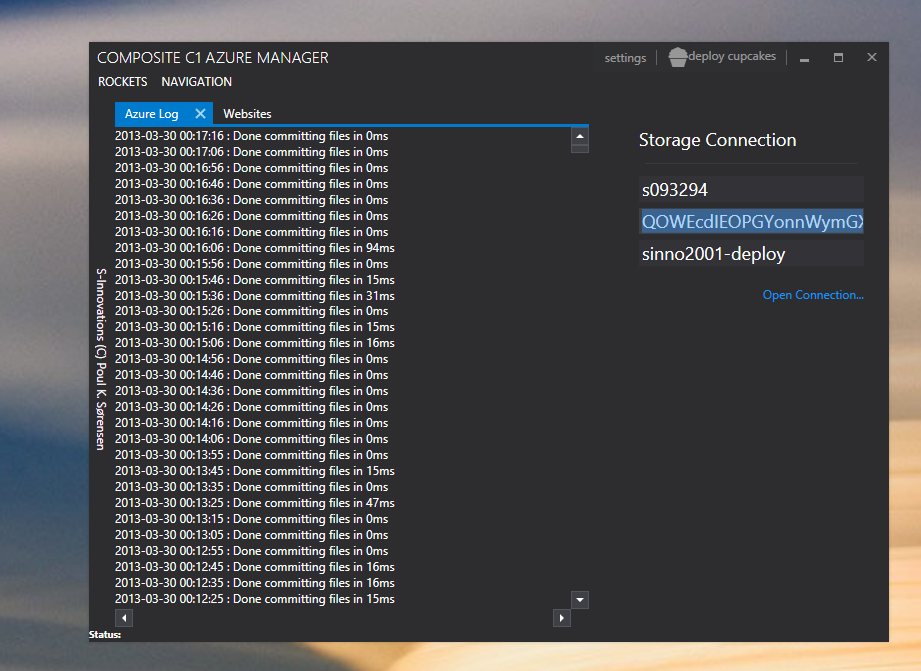 COMPOSITE C1 AZURE MANAGER
settings
deploy cupcakes
ROCKETS NAVIGATION
Azure Log
Websites
2013-03-30 00:17:16 : Done committing files in 0ms
2013-03-30 00:17:06 : Done committing files in 0ms
2013-03-30 00:16:56 : Done committing files in 0ms
2013-03-30 00:16:46 : Done committing files in 0ms
2013-03-30 00:16:36 : Done committing files in 0ms
2013-03-30 00:16:26 : Done committing files in 0ms
2013-03-30 00:16:16 : Done committing files in 0ms
2013-03-30 00:16:06 : Done committing files in 94ms
2013-03-30 00:15:56 : Done committing files in 0ms
2013-03-30 00:15:46 : Done committing files in 15ms
2013-03-30 00:15:36 : Done committing files in 31ms
2013-03-30 00:15:26 : Done committing files in 0ms
2013-03-30 00:15:16 : Done committing files in 15ms
2013-03-30 00:15:06 : Done committing files in 16ms
2013-03-30 00:14:56 : Done committing files in 0ms
2013-03-30 00:14:46 : Done committing files in 0ms
2013-03-30 00:14:36 : Done committing files in 0ms
2013-03-30 00:14:26 : Done committing files in 0ms
2013-03-30 00:14:16 : Done committing files in 0ms
2013-03-30 00:14:06 : Done committing files in 0ms
2013-03-30 00:13:55 : Done committing files in 0ms
2013-03-30 00:13:45 : Done committing files in 15ms
2013-03-30 00:13:35 : Done committing files in 0ms
2013-03-30 00:13:25 : Done committing files in 47ms
2013-03-30 00:13:15 : Done committing files in 0ms
2013-03-30 00:13:05 : Done committing files in 0ms
2013-03-30 00:12:55 : Done committing files in 0ms
2013-03-30 00:12:45 : Done committing files in 16ms
2013-03-30 00:12:35 : Done committing files in 16ms
2013-03-30 00:12:25 : Done committing files in 15ms
S-Innovations (C) Poul K. Sørensen
Storage Connection
s093294
sinno2001-deploy
Open Connection...
Status: